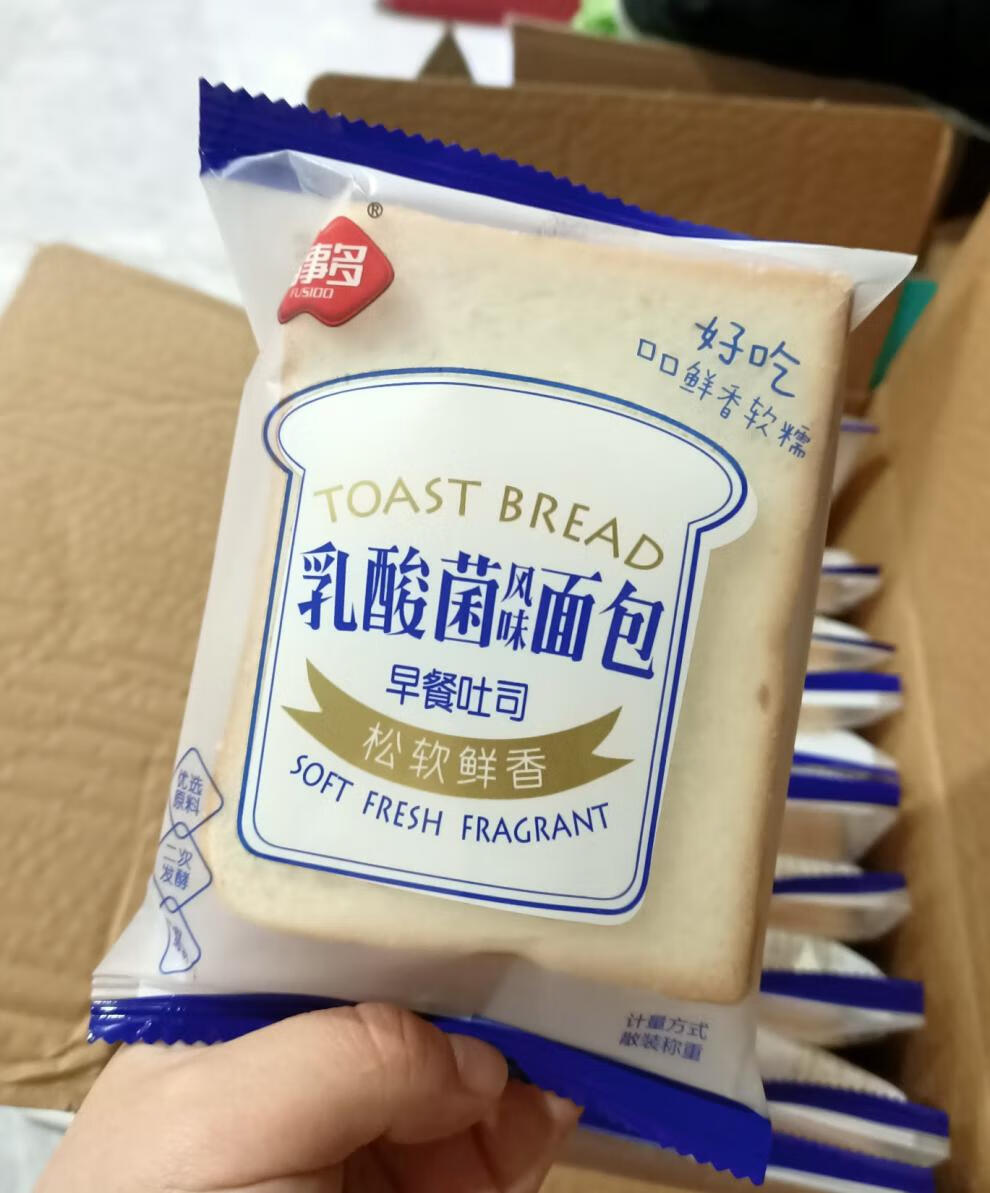 事多
FUSIDO
®
好吃
口口鲜香软糯
TOAST BREAD
乳酸菌风味面包
早餐吐司
松软鲜香
SOFT FRESH FRAGRANT
优选
原料
二次
发酵
计量方式
散装称重